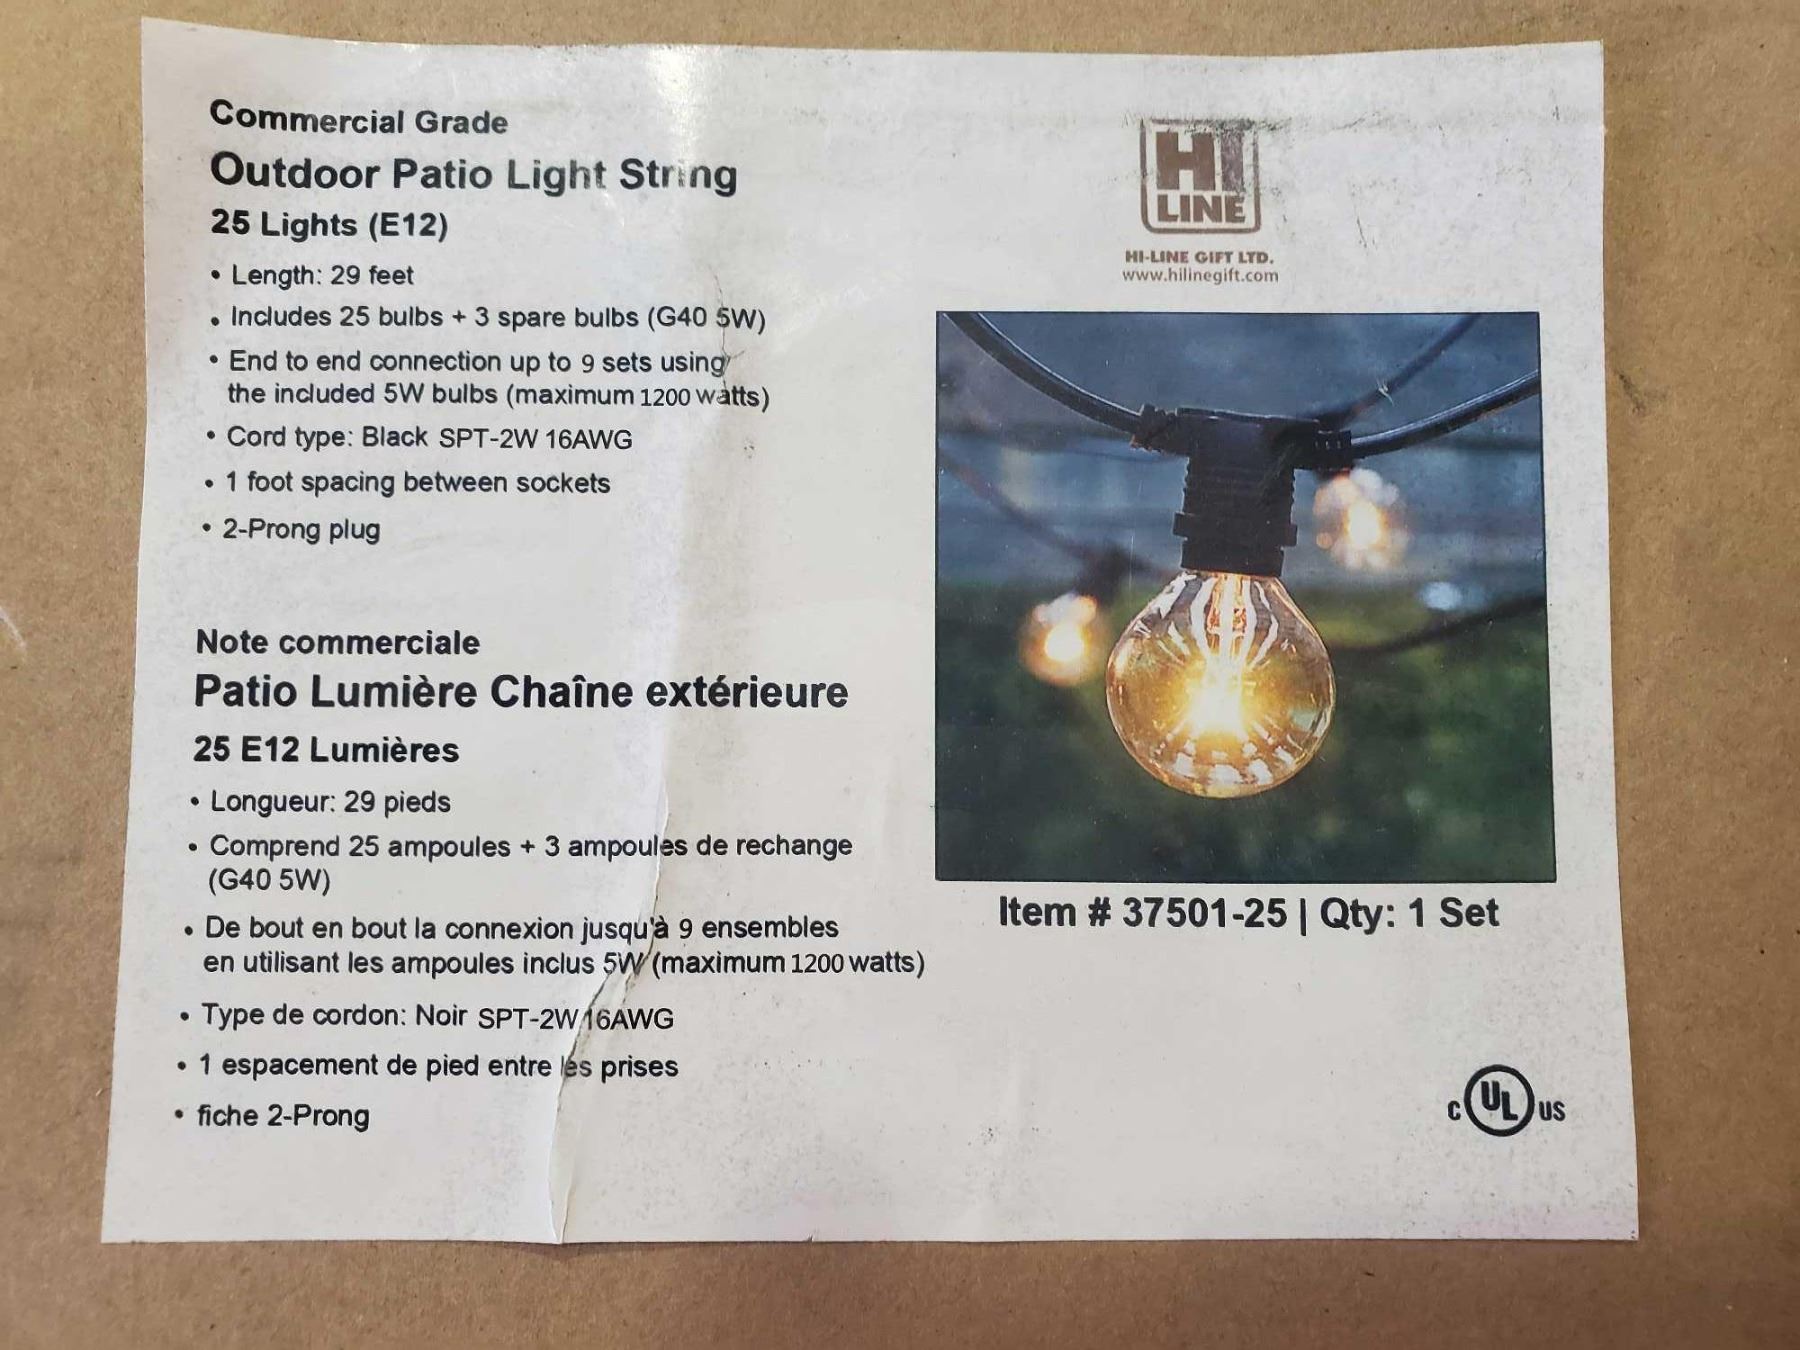 Commercial Grade
Outdoor Patio Light String
25 Lights (E12)
• Length: 29 feet
• Includes 25 bulbs + 3 spare bulbs (G40 5W)
• End to end connection up to 9 sets using
the included 5W bulbs (maximum 1200 watts)
• Cord type: Black SPT-2W 16AWG
• 1 foot spacing between sockets
• 2-Prong plug
Note commerciale
Patio Lumière Chaîne extérieure
25 E12 Lumières
• Longueur: 29 pieds
• Comprend 25 ampoules + 3 ampoules de rechange
(G40 5W)
• De bout en bout la connexion jusqu'à 9 ensembles
en utilisant les ampoules inclus 5W (maximum 1200 watts)
• Type de cordon: Noir SPT-2W 16AWG
• 1 espacement de pied entre les prises
• fiche 2-Prong
HI
LINE
HI-LINE GIFT LTD.
www.hilinegift.com
Item # 37501-25 | Qty: 1 Set
C UL US